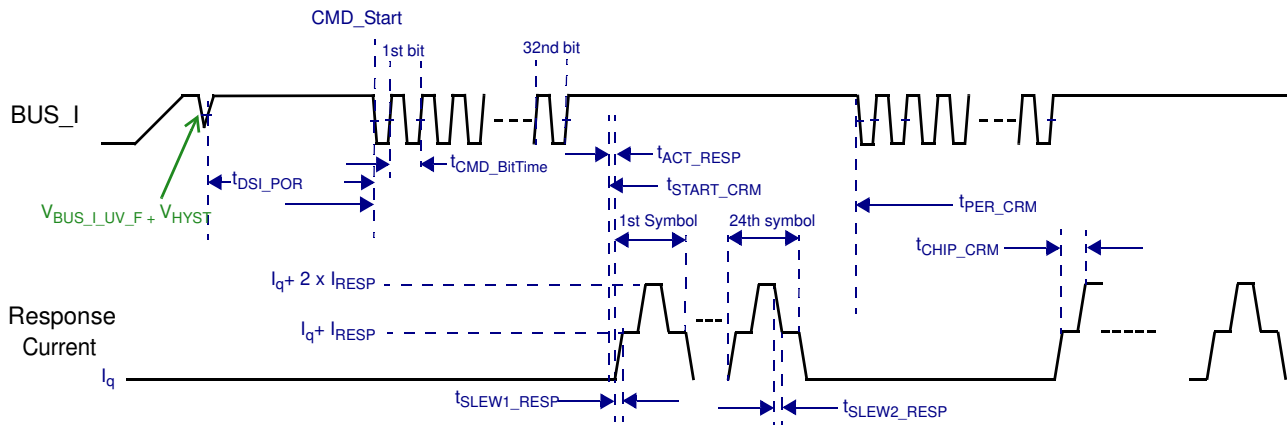 CMD_Start
1st bit
32nd bit
BUS_I
tACT_RESP
tCMD_BitTime
tDSI_POR
tSTART_CRM
VBUS_I_UV_F + VHYST
tPER_CRM
1st Symbol
24th symbol
tCHIP_CRM
Iq+ 2 x IRESP
Response
Current
Iq+ IRESP
Iq
tSLEW1_RESP
tSLEW2_RESP